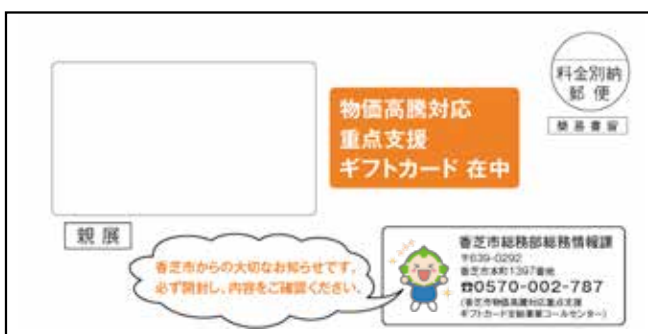 料金別納
郵便
簡易書留
物価高騰対応
重点支援
ギフトカード 在中
親展
香芝市からの大切なお知らせです。
必ず開封し、内容をご確認ください。
香芝市総務部総務情報課
〒639-0292
香芝市本町1397番地
☎0570-002-787
(香芝市物価高騰対応重点支援
ギフトカード支給事業コールセンター)